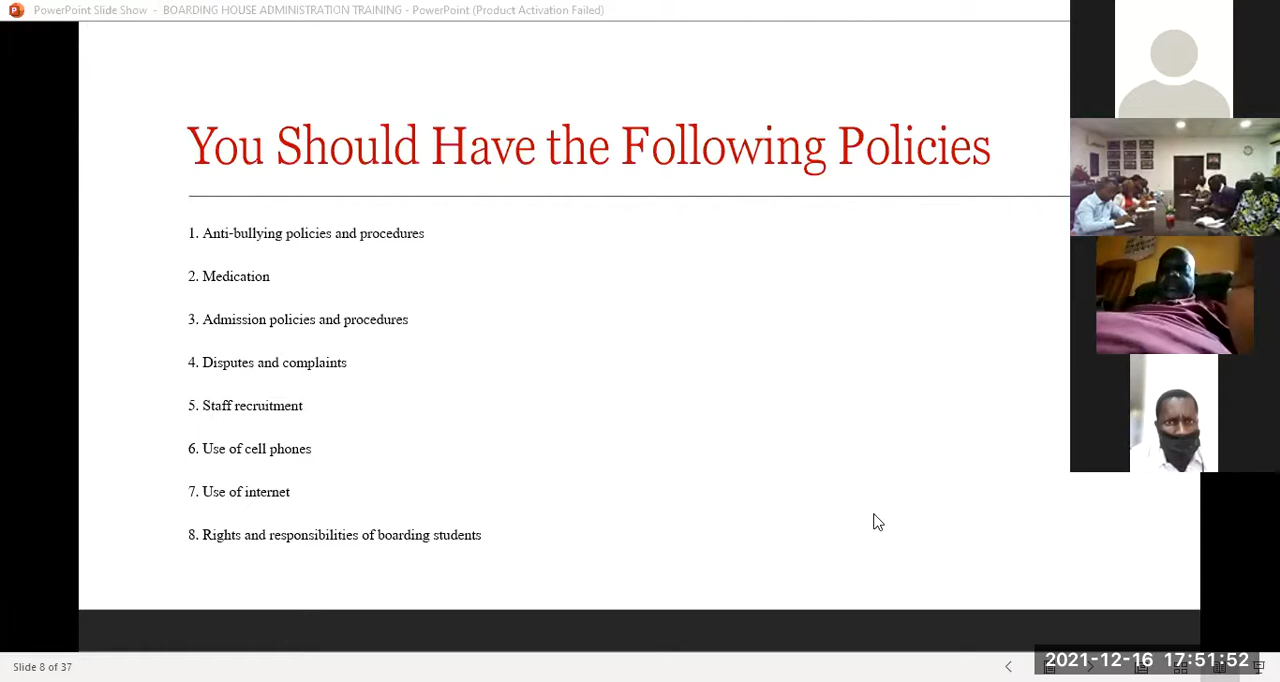 PowerPoint Slide Show - BOARDING HOUSE ADMINISTRATION TRAINING - PowerPoint (Product Activation Failed)
You Should Have the Following Policies
1. Anti-bullying policies and procedures
2. Medication
3. Admission policies and procedures
4. Disputes and complaints
5. Staff recruitment
6. Use of cell phones
7. Use of internet
8. Rights and responsibilities of boarding students
Slide 8 of 37
2021-12-16 17:51:52